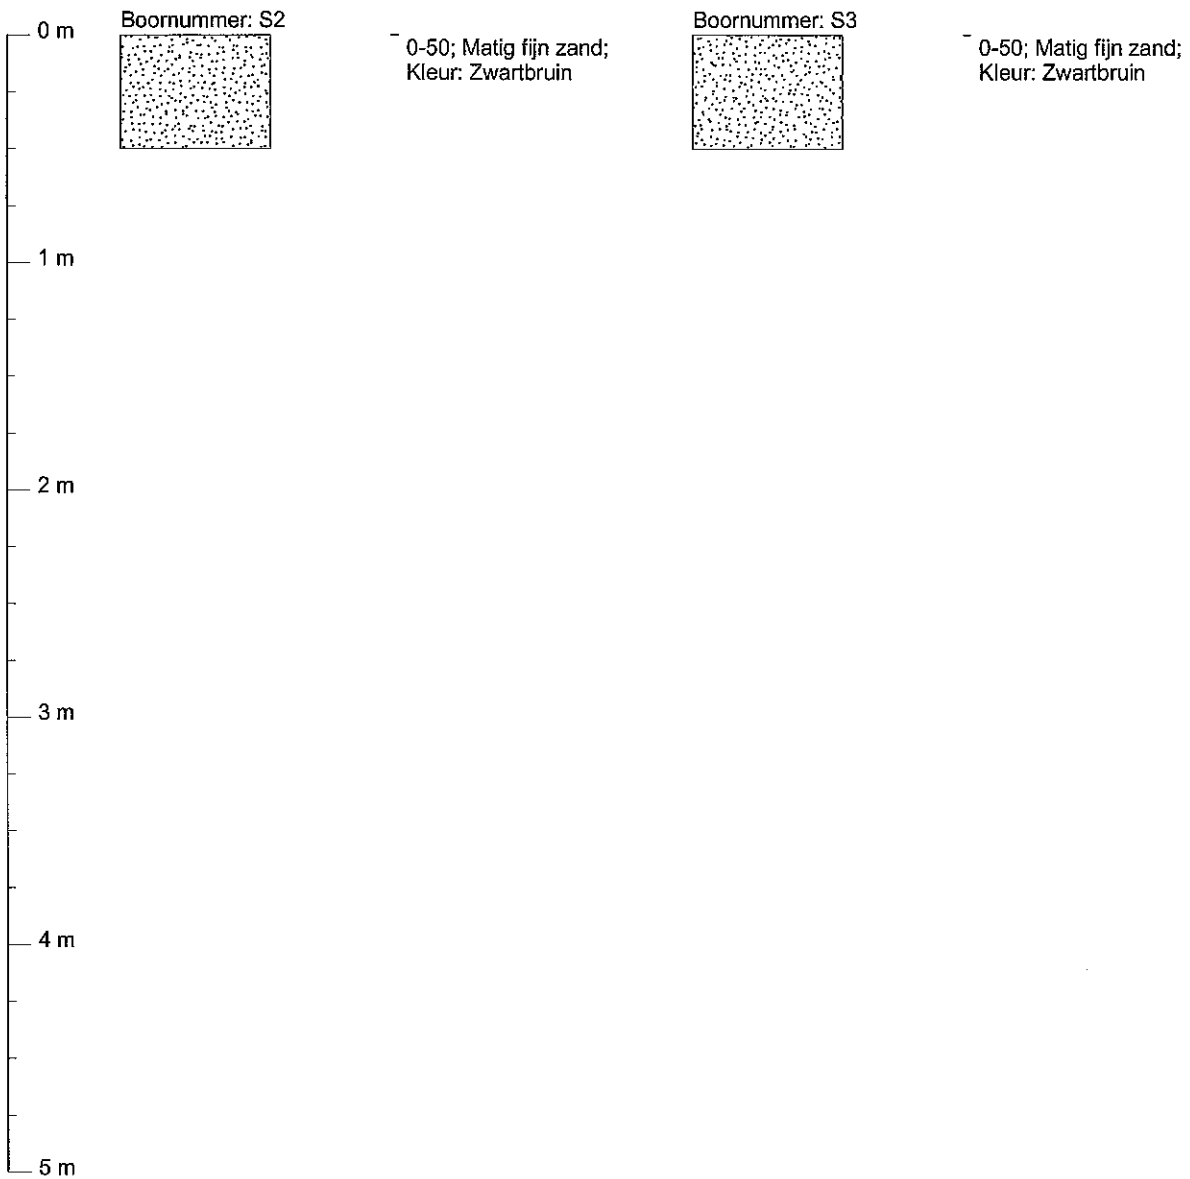 Boornummer: S2
0-50; Matig fijn zand;
Kleur: Zwartbruin
Boornummer: S3
0-50; Matig fijn zand;
Kleur: Zwartbruin
0 m
1 m
2 m
3 m
4 m
5 m